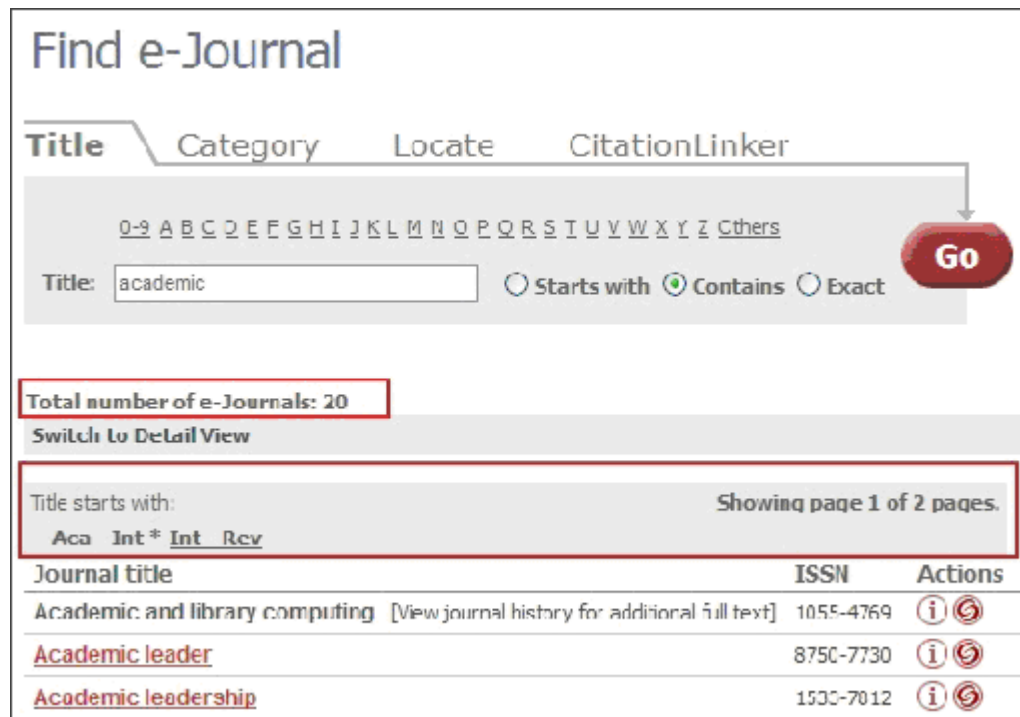 Find e-Journal
Title Category Locate CitationLinker
0-9 A B C D E F G H I J K L M N O P Q R S T U V W X Y Z Others
Go
Title: academic Starts with Contains Exact
Total number of e-Journals: 20
Switch to Detail View
Title starts with: Showing page 1 of 2 pages.
Aca Int * Int Rev
Journal title ISSN Actions
Academic and library computing [View journal history for additional full text] 1055-4769
Academic leader 8750-7730
Academic leadership 1533-7812